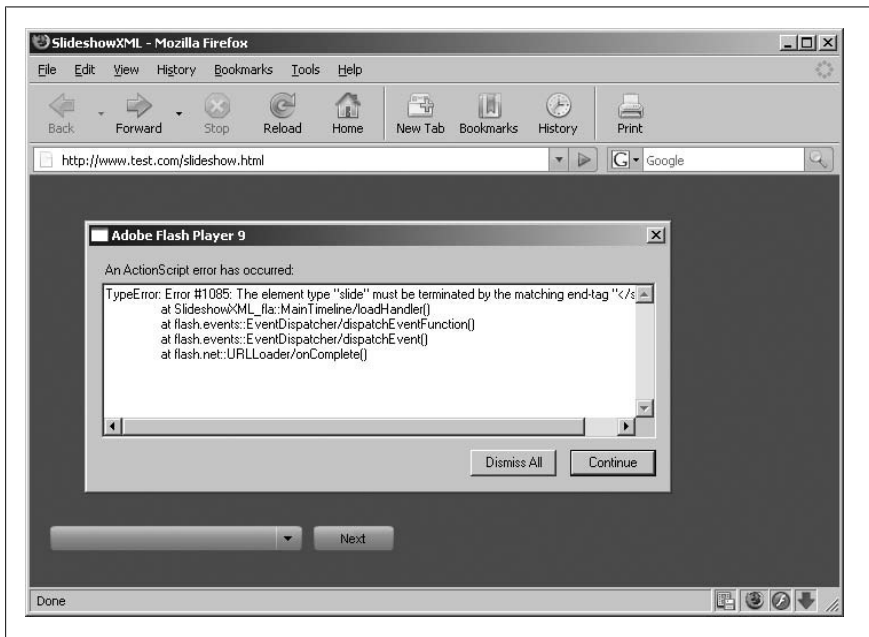 SlideshowXML - Mozilla Firefox
File Edit View History Bookmarks Tools Help
Back Forward Stop Reload Home New Tab Bookmarks History Print
http://www.test.com/slideshow.html G Google
Adobe Flash Player 9
An ActionScript error has occurred:
TypeError: Error #1085: The element type "slide" must be terminated by the matching end-tag "</s
at SlideshowXML_fla::MainTimeline/loadHandler()
at flash.events::EventDispatcher/dispatchEventFunction()
at flash.events::EventDispatcher/dispatchEvent()
at flash.net::URLLoader/onComplete()
Dismiss All Continue
Next
Done